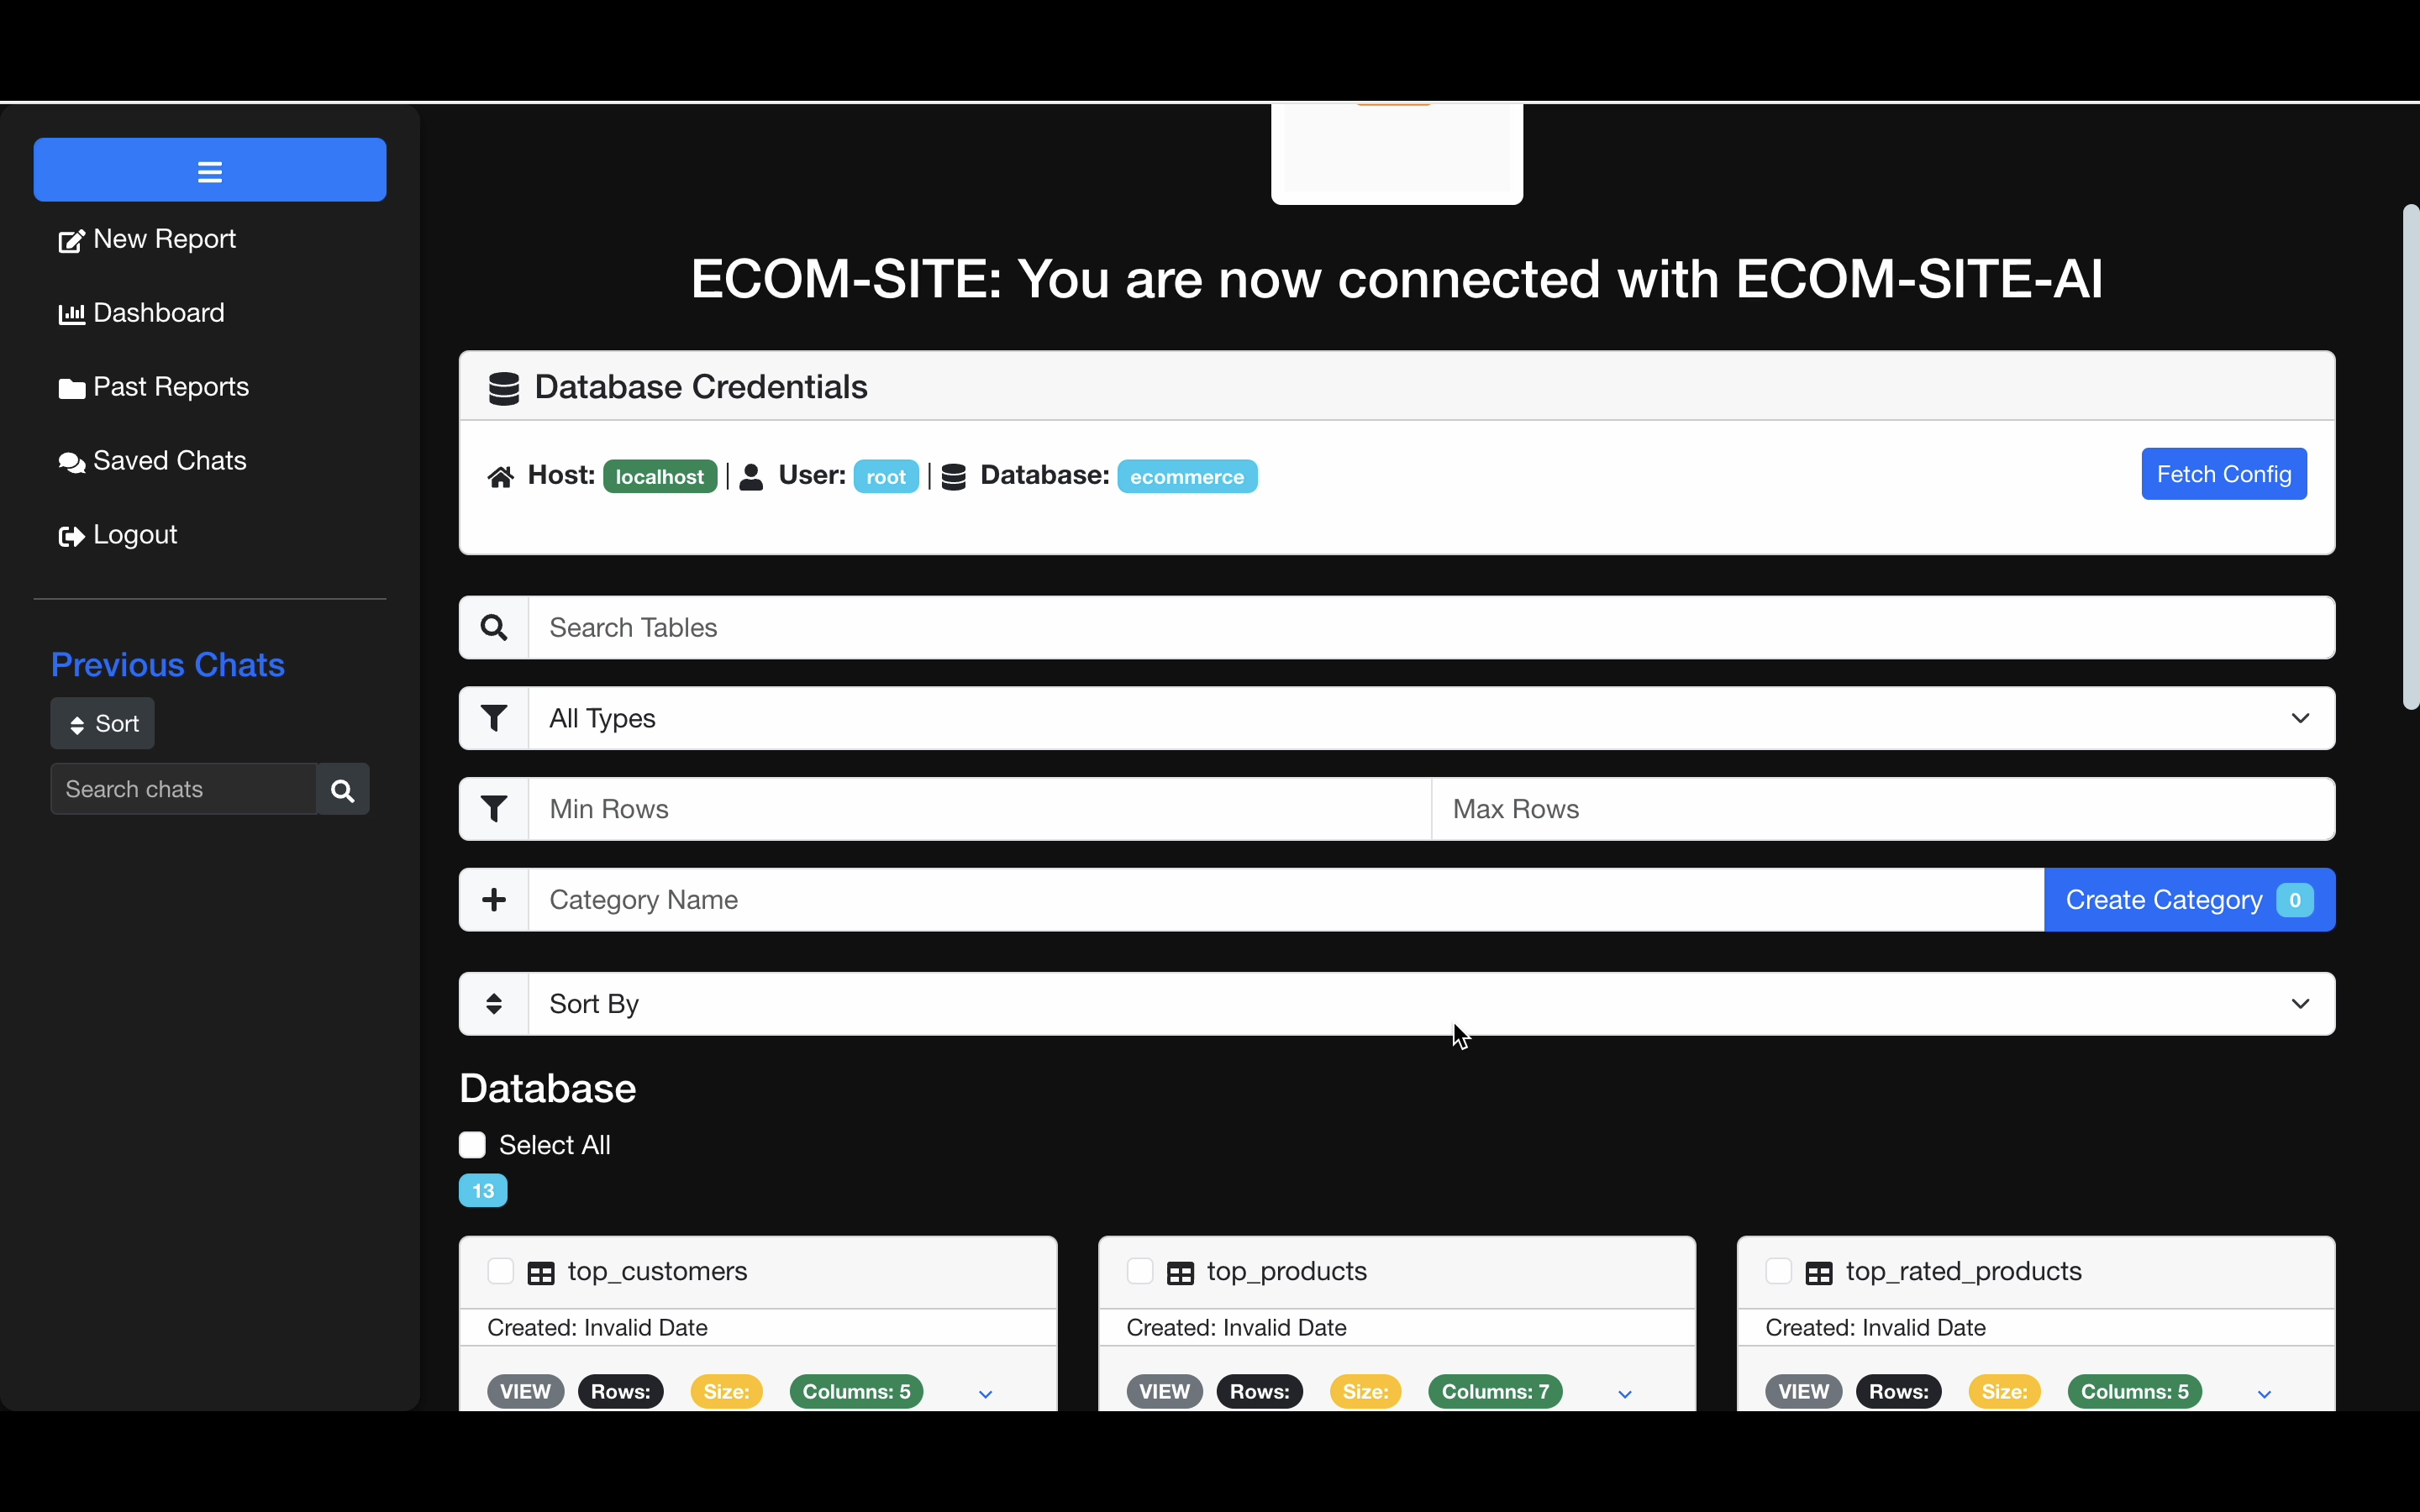 New Report
Dashboard
Past Reports
Saved Chats
Logout
Previous Chats
Sort
Search chats
ECOM-SITE: You are now connected with ECOM-SITE-AI
Database Credentials
Host: localhost | User: root | Database: ecommerce
Fetch Config
Search Tables
All Types
Min Rows Max Rows
Category Name Create Category 0
Sort By
Database
Select All
13
top_customers
Created: Invalid Date
VIEW Rows: Size: Columns: 5
top_products
Created: Invalid Date
VIEW Rows: Size: Columns: 7
top_rated_products
Created: Invalid Date
VIEW Rows: Size: Columns: 5